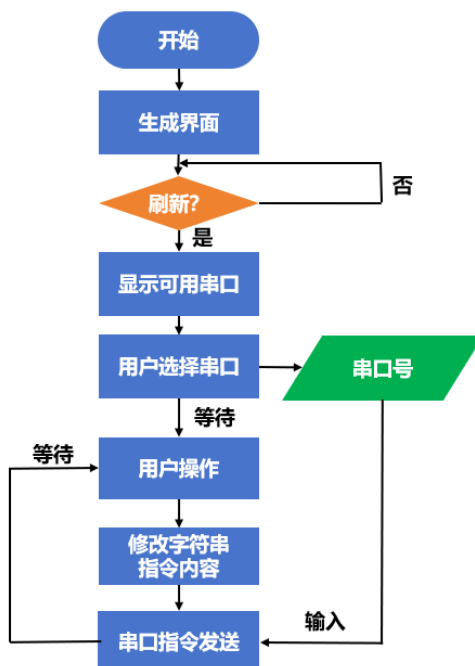 开始
生成界面
刷新?
否
是
显示可用串口
用户选择串口
串口号
等待
等待
用户操作
修改字符串
指令内容
串口指令发送
输入